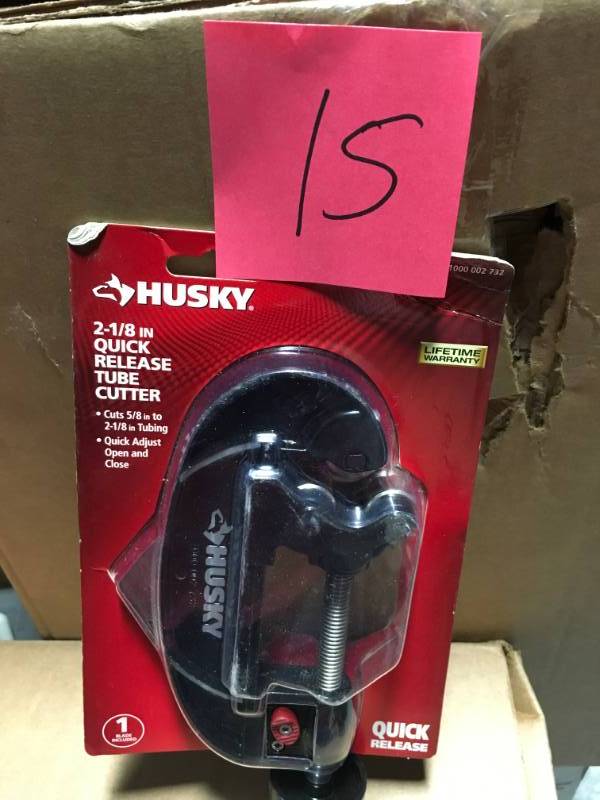 15
1000 002 732
HUSKY
2-1/8 IN
QUICK
RELEASE
TUBE
CUTTER
LIFETIME
WARRANTY
• Cuts 5/8 in to
2-1/8 in Tubing
• Quick Adjust
Open and
Close
HUSKY
1
BLADE
INCLUDED
QUICK
RELEASE